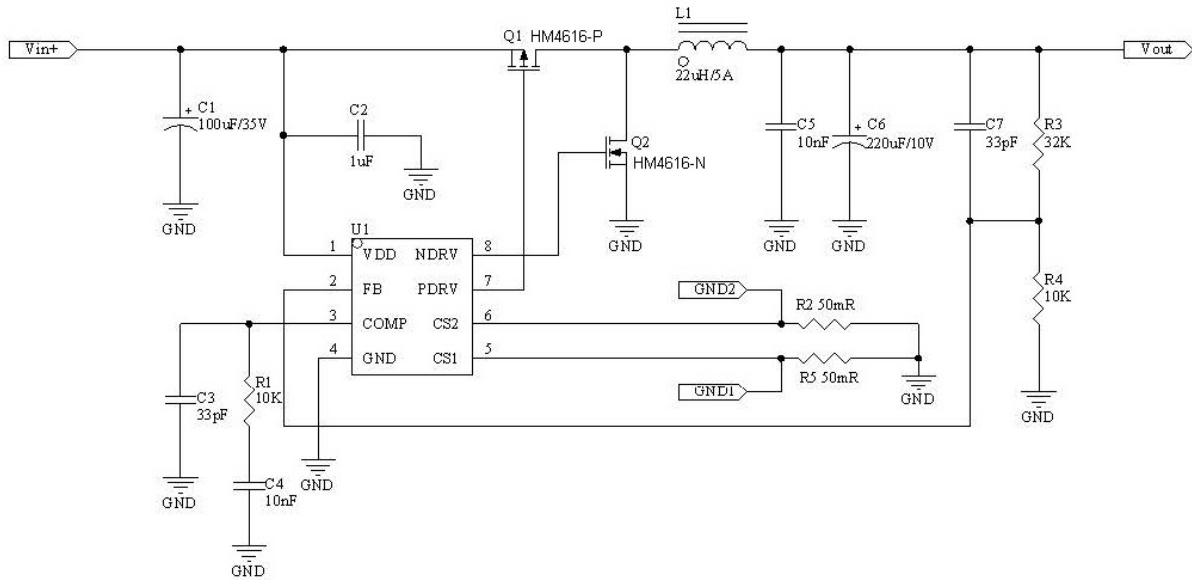 L1
Vin+
Q1 HM4616-P
Vout
22uH/5A
C1
100uF/35V
C2
1uF
GND
Q2
HM4616-N
C5
10nF
C6
220uF/10V
C7
33pF
R3
32K
GND
GND
GND
GND
U1
1 VDD NDRV 8
2 FB PDRV 7
3 COMP CS2 6
4 GND CS1 5
GND2
R2 50mR
R4
10K
GND1
R5 50mR
GND
GND
C3
33pF
R1
10K
GND
GND
C4
10nF
GND